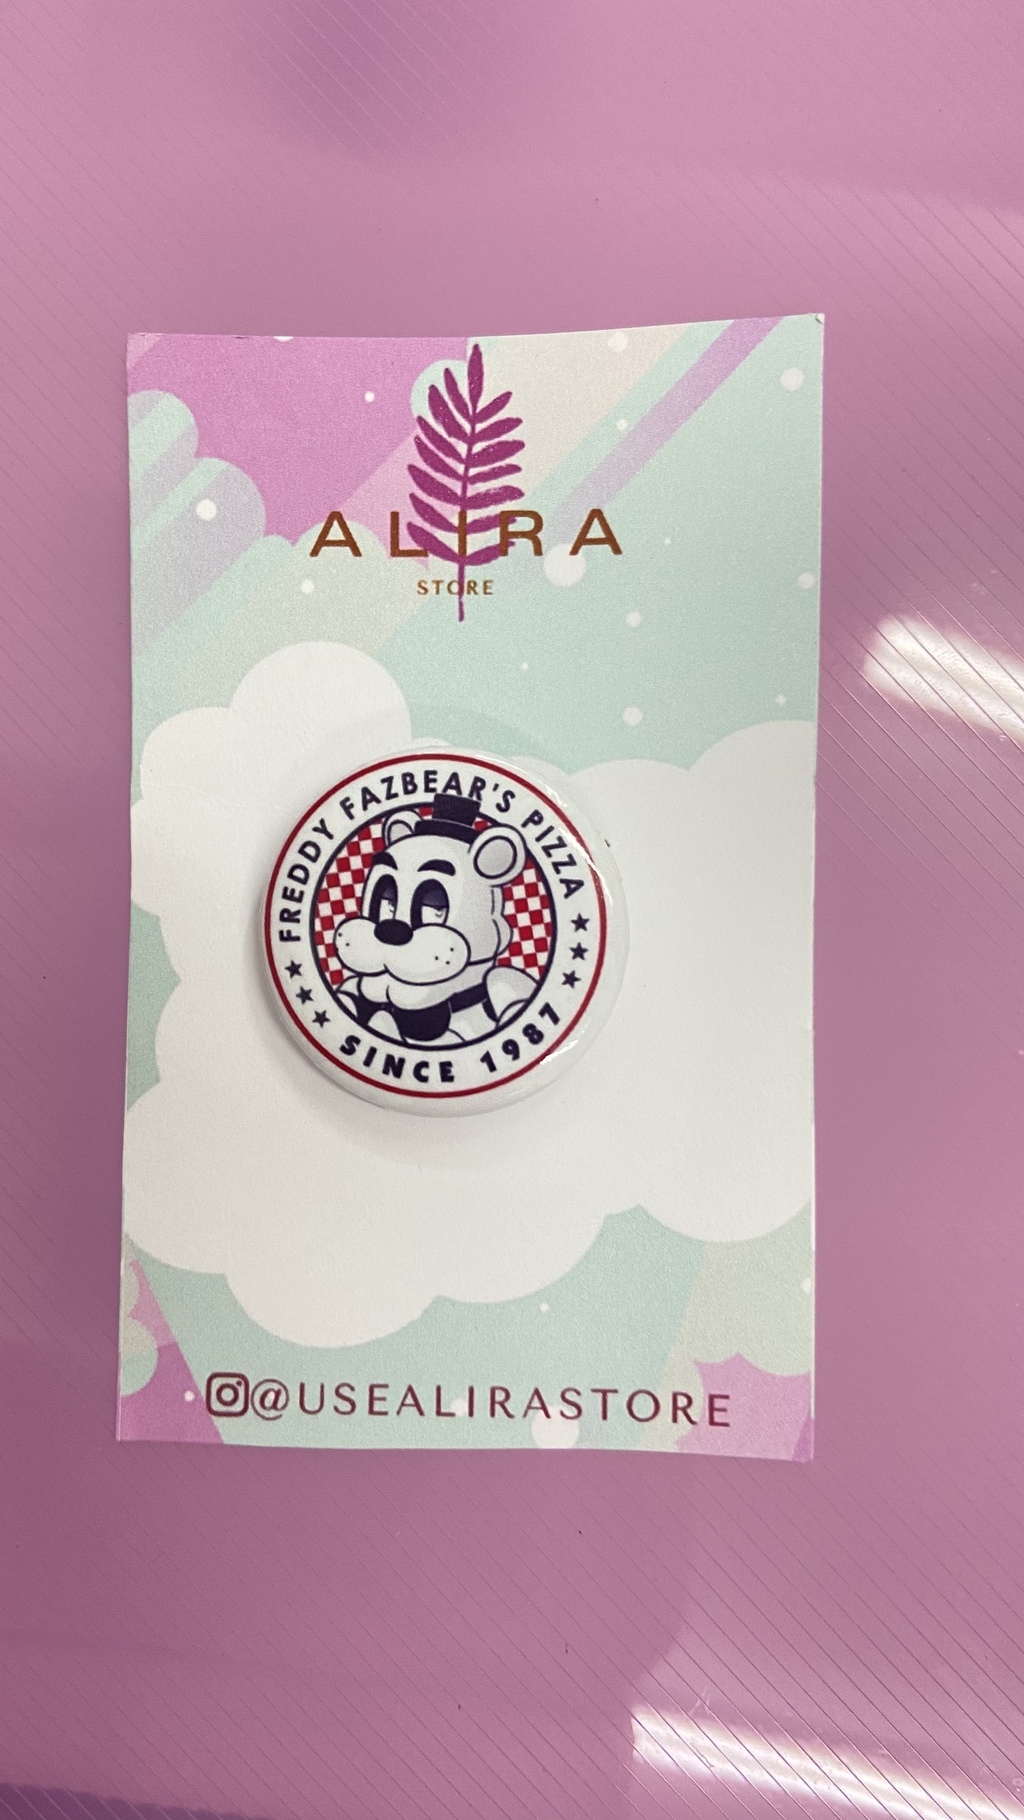 ALIRA
STORE
FREDDY FAZBEAR'S PIZZA
SINCE 1987
@USEALIRASTORE